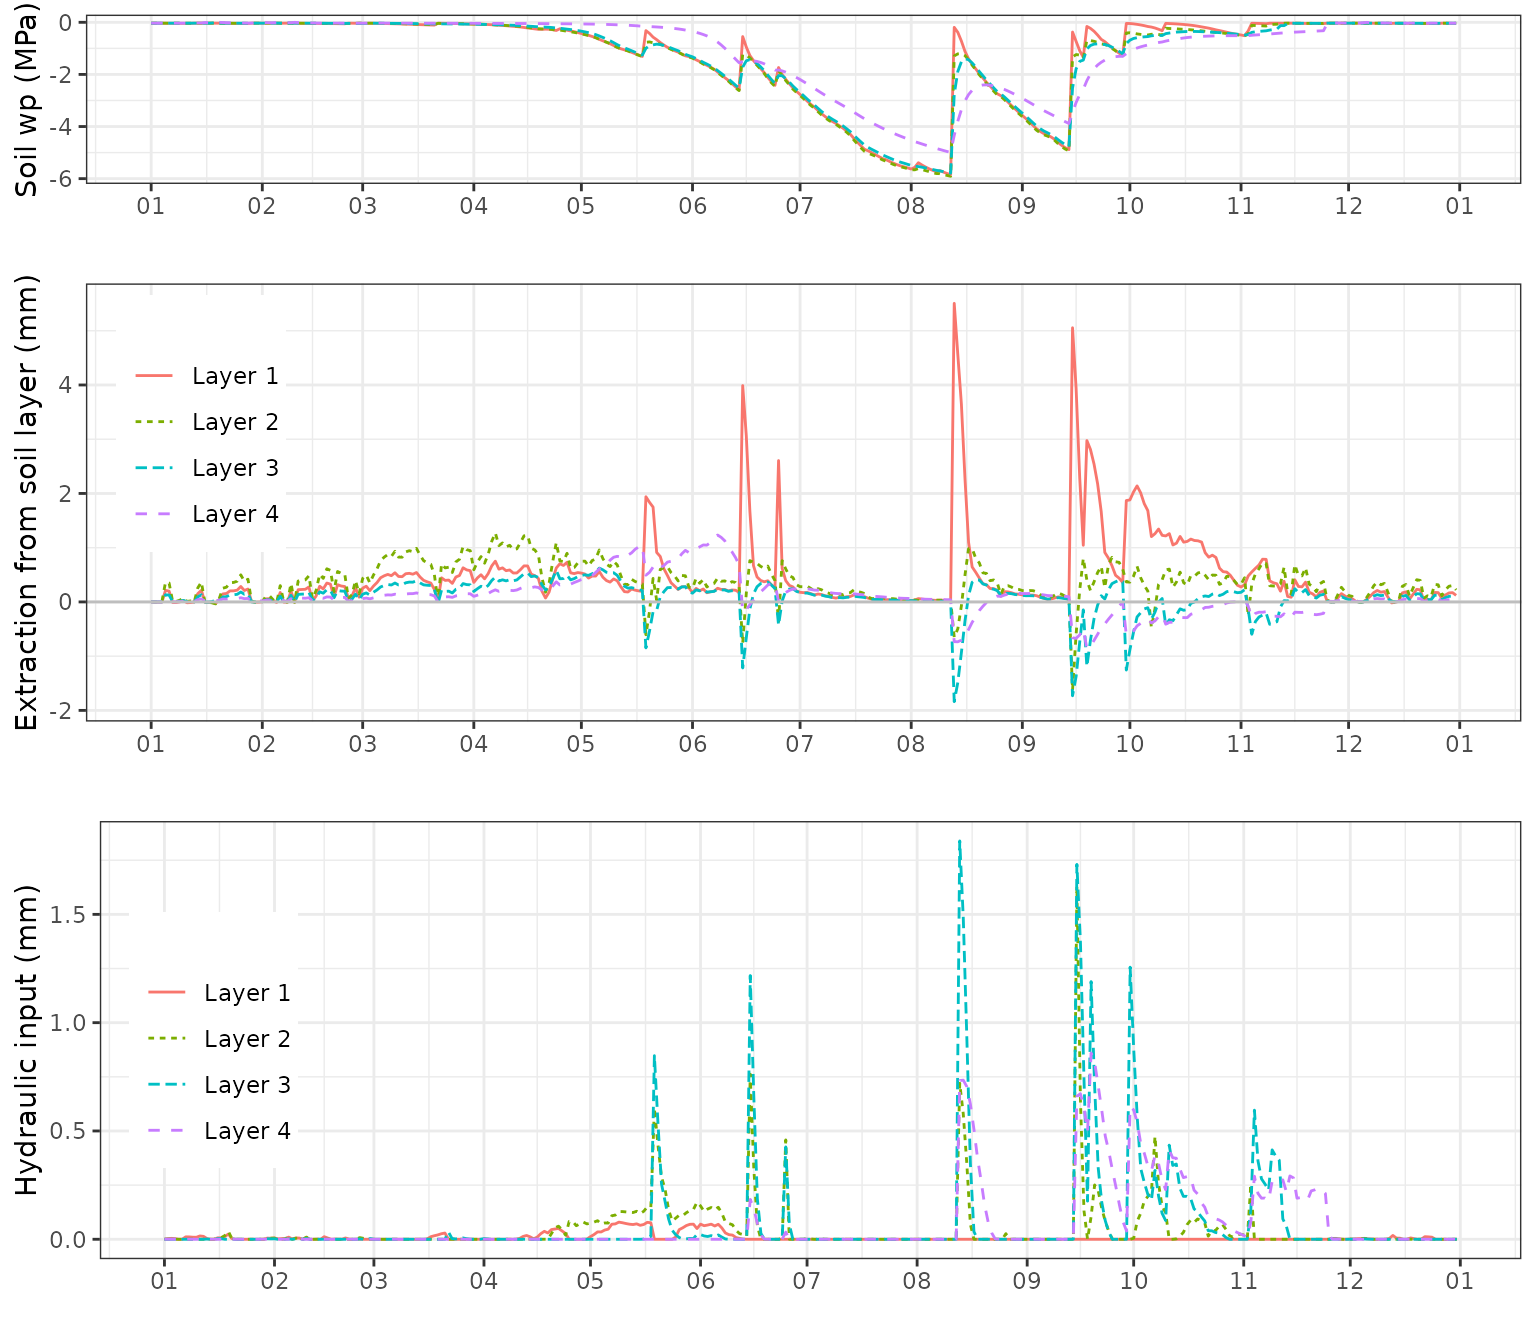 Soil wp (MPa)
0
-2
-4
-6
01 02 03 04 05 06 07 08 09 10 11 12 01
Extraction from soil layer (mm)
4
2
0
-2
Layer 1
Layer 2
Layer 3
Layer 4
01 02 03 04 05 06 07 08 09 10 11 12 01
Hydraulic input (mm)
1.5
1.0
0.5
0.0
Layer 1
Layer 2
Layer 3
Layer 4
01 02 03 04 05 06 07 08 09 10 11 12 01